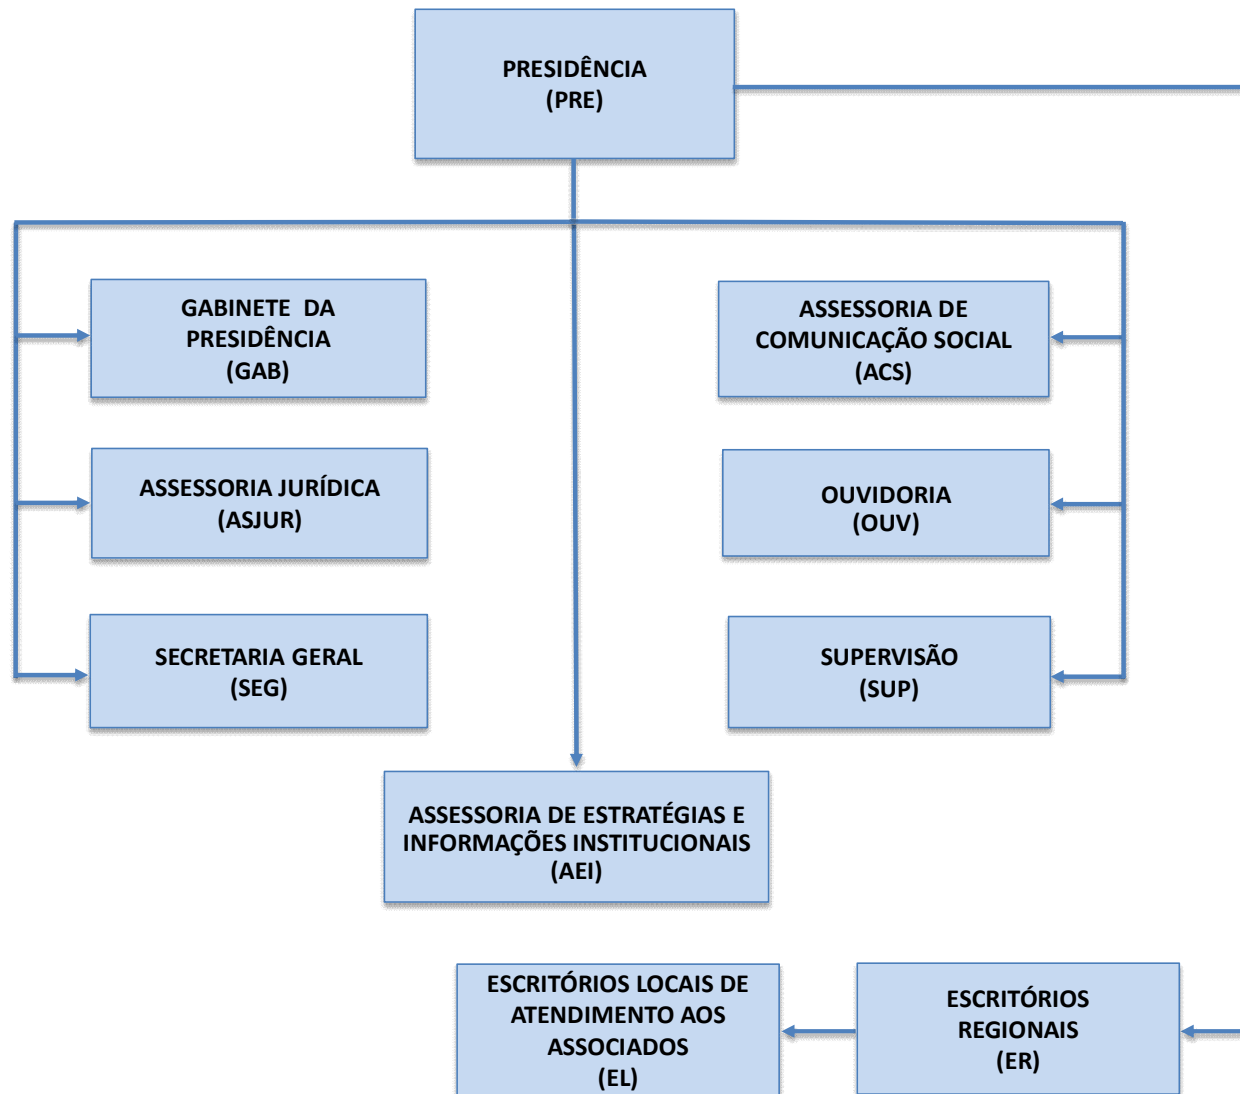 PRESIDÊNCIA
(PRE)
GABINETE DA
PRESIDÊNCIA
(GAB)
ASSESSORIA DE
COMUNICAÇÃO SOCIAL
(ACS)
ASSESSORIA JURÍDICA
(ASJUR)
OUVIDORIA
(OUV)
SECRETARIA GERAL
(SEG)
SUPERVISÃO
(SUP)
ASSESSORIA DE ESTRATÉGIAS E
INFORMAÇÕES INSTITUCIONAIS
(AEI)
ESCRITÓRIOS LOCAIS DE
ATENDIMENTO AOS
ASSOCIADOS
(EL)
ESCRITÓRIOS
REGIONAIS
(ER)